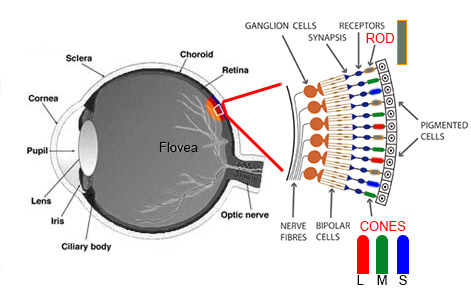 Choroid
Sclera
Retina
Cornea
Pupil
Flovea
Lens
Iris
Ciliary body
Optic nerve
GANGLION CELLS
RECEPTORS
SYNAPSIS
ROD
PIGMENTED
CELLS
NERVE
FIBRES
BIPOLAR
CELLS
CONES
L M S